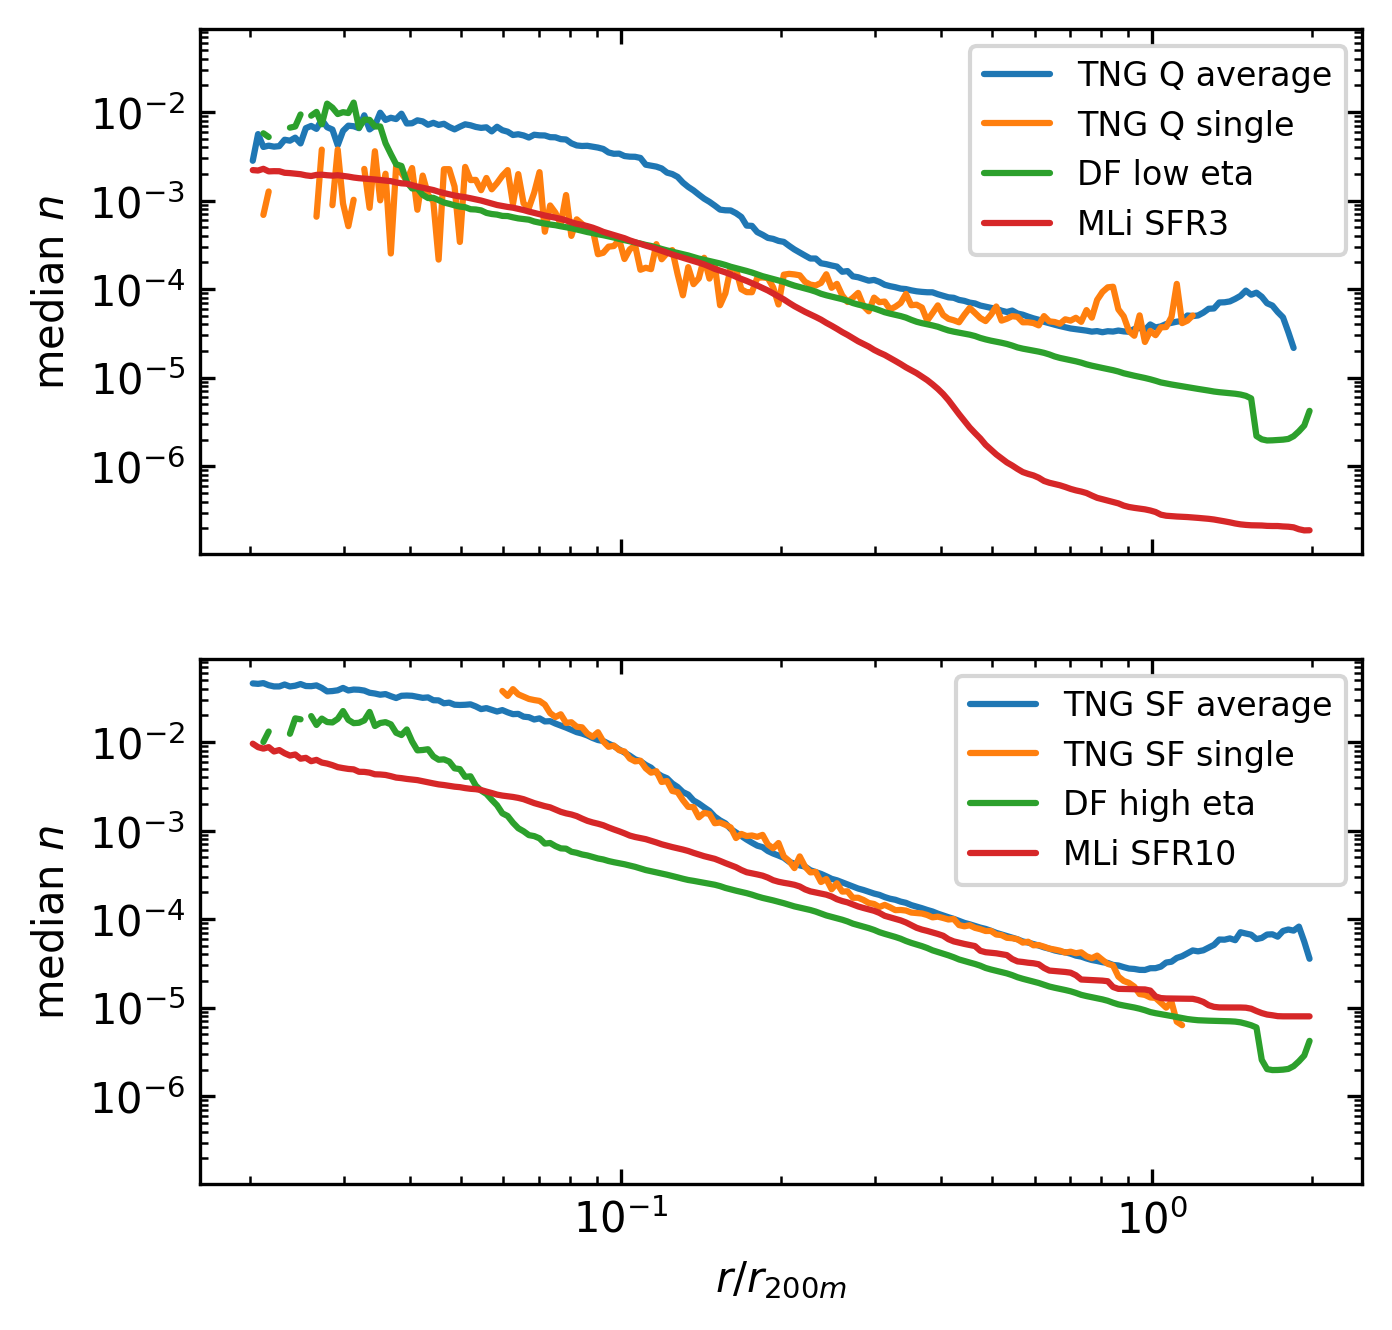 10⁻²
10⁻³
10⁻⁴
10⁻⁵
10⁻⁶
median n
TNG Q average
TNG Q single
DF low eta
MLi SFR3
10⁻²
10⁻³
10⁻⁴
10⁻⁵
10⁻⁶
median n
TNG SF average
TNG SF single
DF high eta
MLi SFR10
10⁻¹
10⁰
r/r₂₀₀ₘ